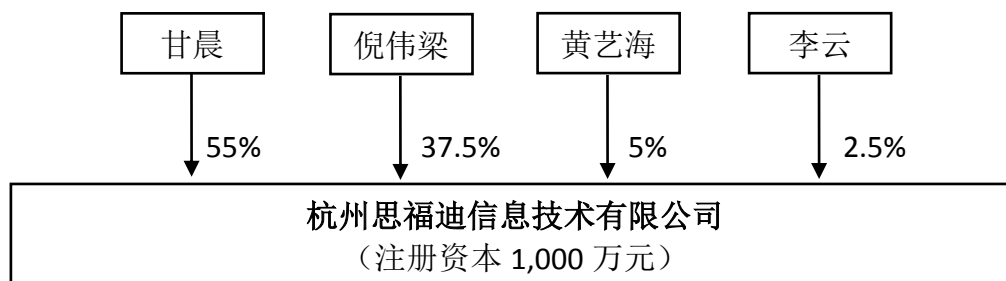 甘晨
倪伟梁
黄艺海
李云
55%
37.5%
5%
2.5%
杭州思福迪信息技术有限公司
（注册资本 1,000 万元）